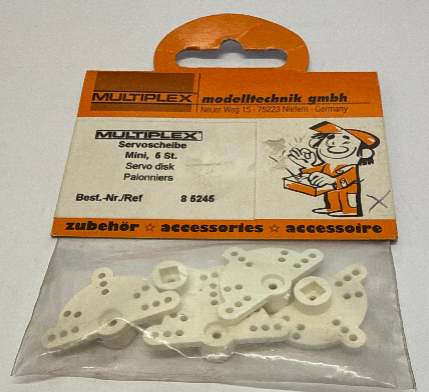 MULTIPLEX modelltechnik gmbh
Neuer Weg 15 · 75223 Niefern · Germany
MULTIPLEX
Servoscheibe
Mini, 5 St.
Servo disk
Palonniers
Best.-Nr./Ref 8 5245
zubehör ☆ accessories ☆ accessoire